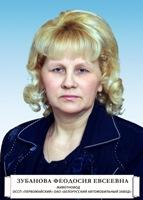 ЗУБАНОВА ФЕОДОСИЯ ЕВСЕЕВНА
ЖИВОТНОВОД
ОССП «ПЕРВОМАЙСКИЙ» ОАО «БЕЛОРУССКИЙ АВТОМОБИЛЬНЫЙ ЗАВОД»